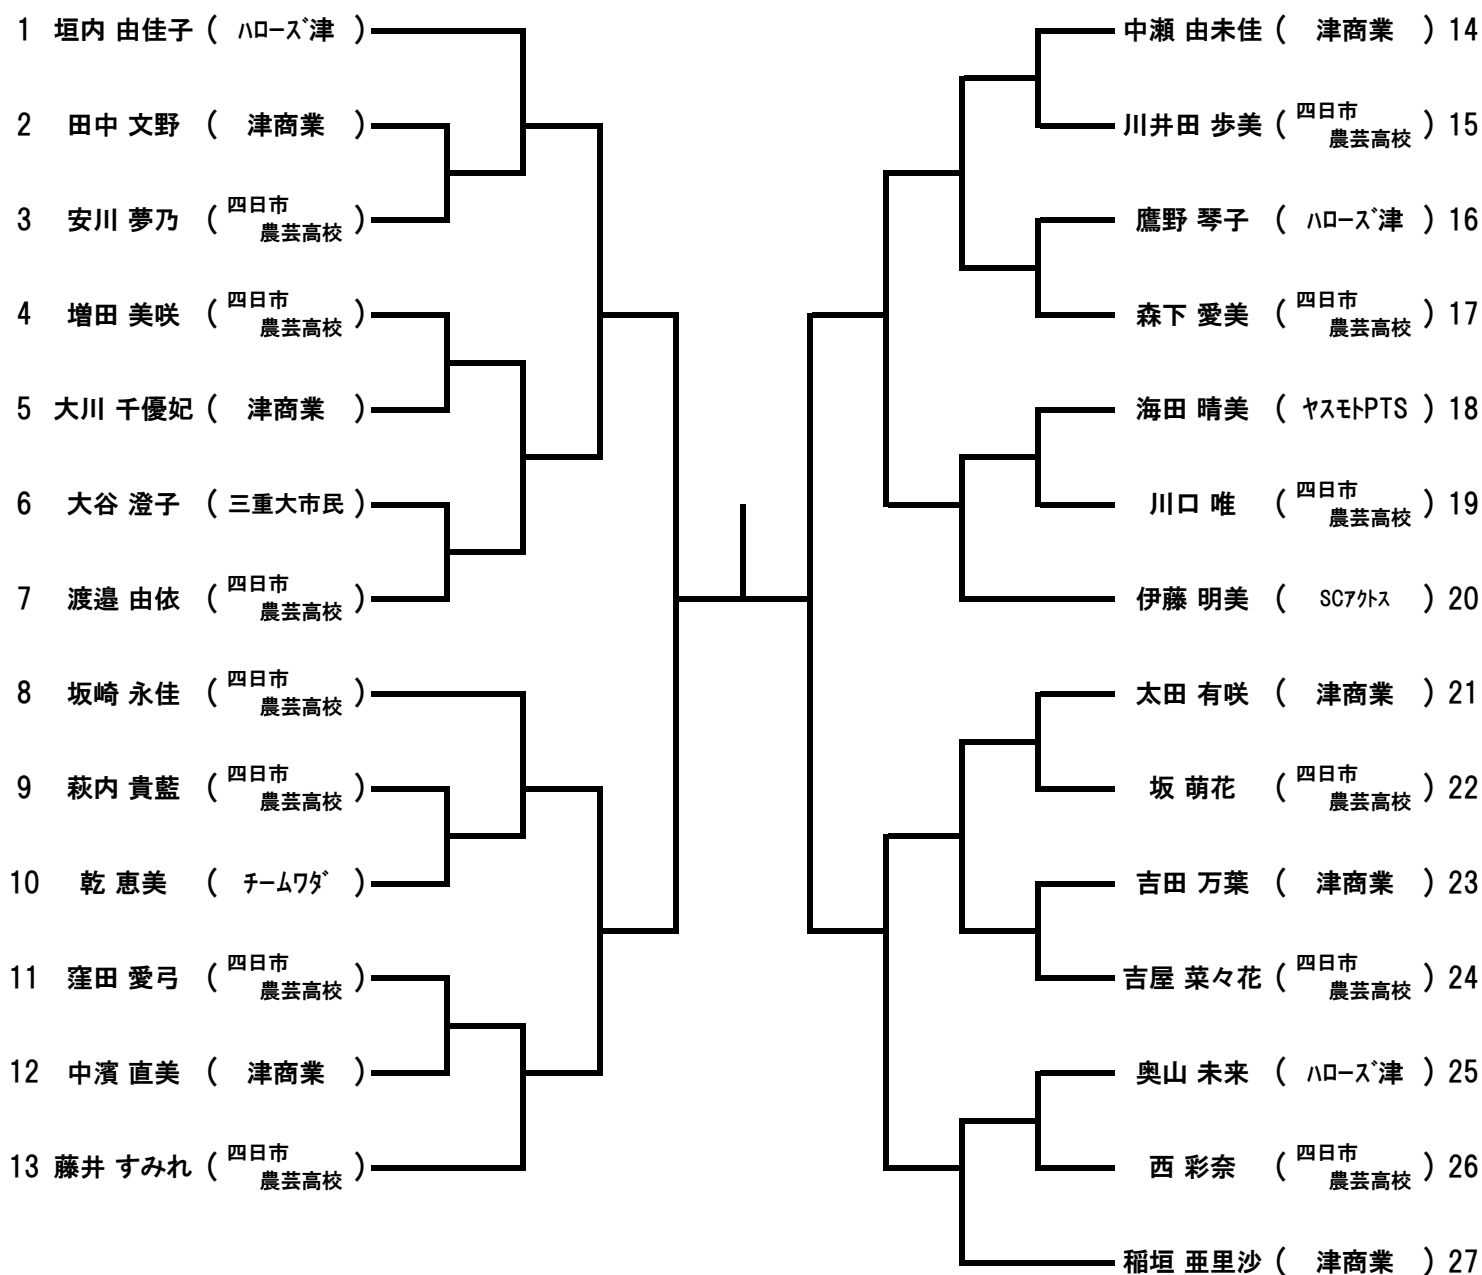 1 垣内 由佳子 ( ﾊﾛｰｽﾞ津 )
2 田中 文野 ( 津商業 )
3 安川 夢乃 ( 四日市
農芸高校 )
4 増田 美咲 ( 四日市
農芸高校 )
5 大川 千優妃 ( 津商業 )
6 大谷 澄子 ( 三重大市民 )
7 渡邉 由依 ( 四日市
農芸高校 )
8 坂崎 永佳 ( 四日市
農芸高校 )
9 萩内 貴藍 ( 四日市
農芸高校 )
10 乾 恵美 ( ﾁｰﾑﾜﾀﾞ )
11 窪田 愛弓 ( 四日市
農芸高校 )
12 中濱 直美 ( 津商業 )
13 藤井 すみれ ( 四日市
農芸高校 )
中瀬 由未佳 ( 津商業 ) 14
川井田 歩美 ( 四日市
農芸高校 ) 15
鷹野 琴子 ( ﾊﾛｰｽﾞ津 ) 16
森下 愛美 ( 四日市
農芸高校 ) 17
海田 晴美 ( ﾔｽﾓﾄPTS ) 18
川口 唯 ( 四日市
農芸高校 ) 19
伊藤 明美 ( SCｱｸﾄｽ ) 20
太田 有咲 ( 津商業 ) 21
坂 萌花 ( 四日市
農芸高校 ) 22
吉田 万葉 ( 津商業 ) 23
吉屋 菜々花 ( 四日市
農芸高校 ) 24
奥山 未来 ( ﾊﾛｰｽﾞ津 ) 25
西 彩奈 ( 四日市
農芸高校 ) 26
稲垣 亜里沙 ( 津商業 ) 27